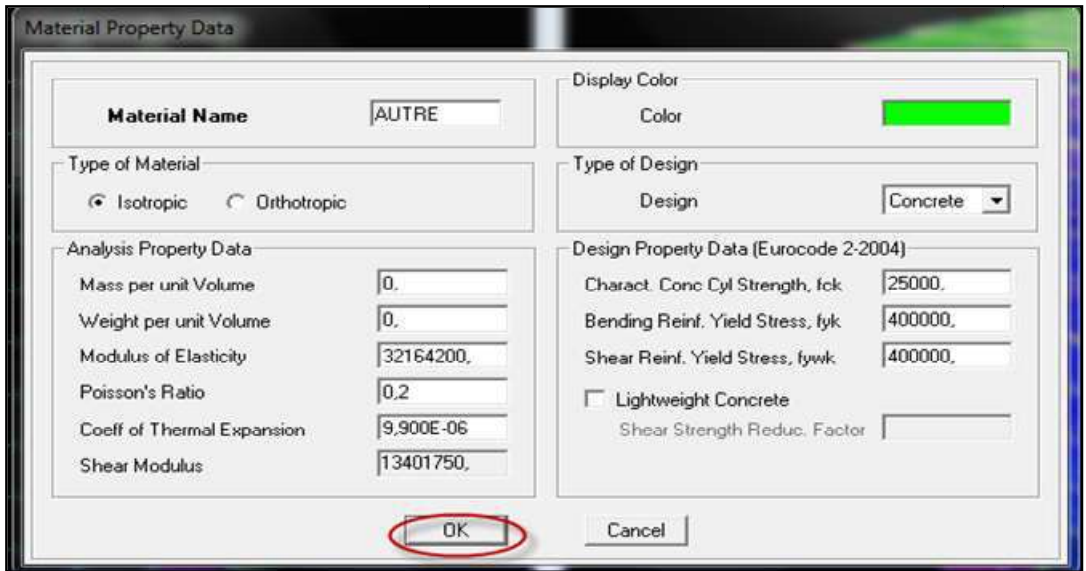 Material Property Data
Material Name AUTRE
Display Color
Color
Type of Material
Isotropic Orthotropic
Type of Design
Design Concrete
Analysis Property Data
Mass per unit Volume 0,
Weight per unit Volume 0,
Modulus of Elasticity 32164200,
Poisson's Ratio 0,2
Coeff of Thermal Expansion 9,900E-06
Shear Modulus 13401750,
Design Property Data (Eurocode 2-2004)
Charact. Conc Cyl Strength, fck 25000,
Bending Reinf. Yield Stress, fyk 400000,
Shear Reinf. Yield Stress, fywk 400000,
Lightweight Concrete
Shear Strength Reduc. Factor
OK Cancel